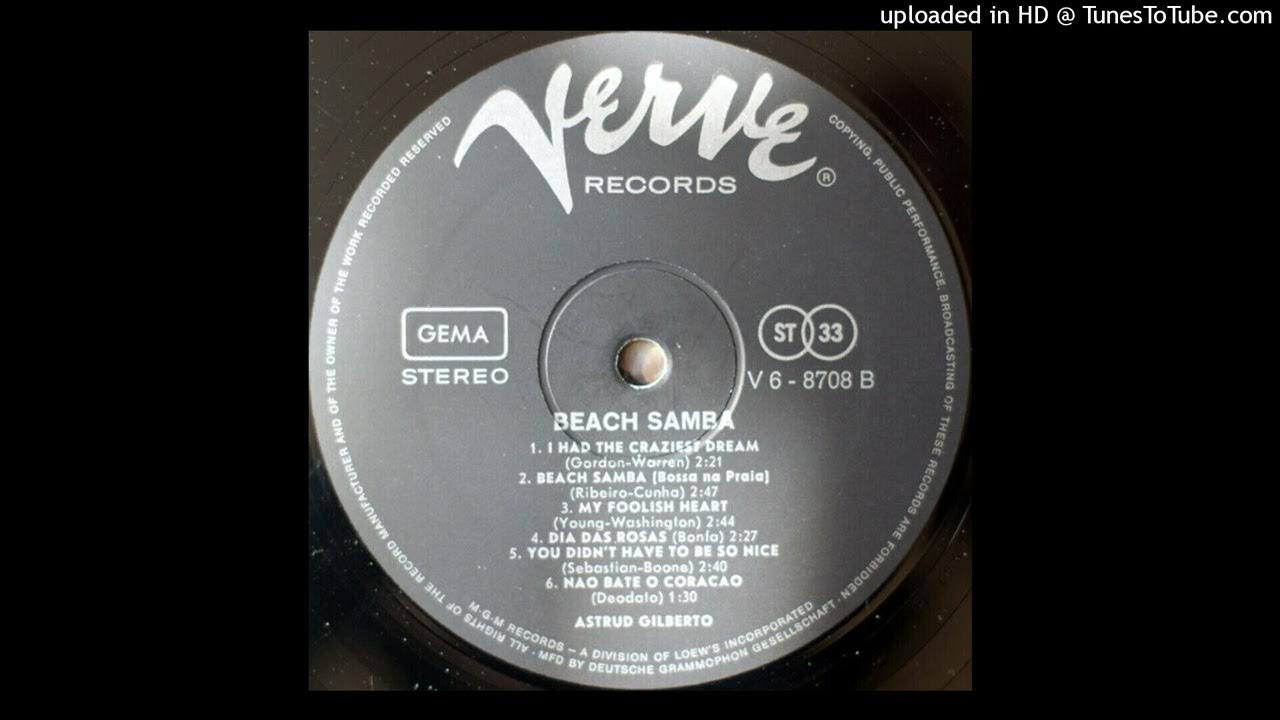 uploaded in HD @ TunesToTube.com
Verve
RECORDS
®
ALL RIGHTS OF THE RECORD MANUFACTURER AND OF THE OWNER OF THE WORK RECORDED RESERVED
COPYING, PUBLIC PERFORMANCE, BROADCASTING OF THESE RECORDS ARE FORBIDDEN
GEMA
STEREO
ST 33
V 6 - 8708 B
BEACH SAMBA
1. I HAD THE CRAZIEST DREAM
(Gordon-Warren) 2:21
2. BEACH SAMBA (Bossa na Praia)
(Ribeiro-Cunha) 2:47
3. MY FOOLISH HEART
(Young-Washington) 2:44
4. DIA DAS ROSAS (Bonfa) 2:27
5. YOU DIDN'T HAVE TO BE SO NICE
(Sebastian-Boone) 2:40
6. NAO BATE O CORACAO
(Deodato) 1:30
ASTRUD GILBERTO
M-G-M RECORDS – A DIVISION OF LOEW'S INCORPORATED
· MFD BY DEUTSCHE GRAMMOPHON GESELLSCHAFT ·